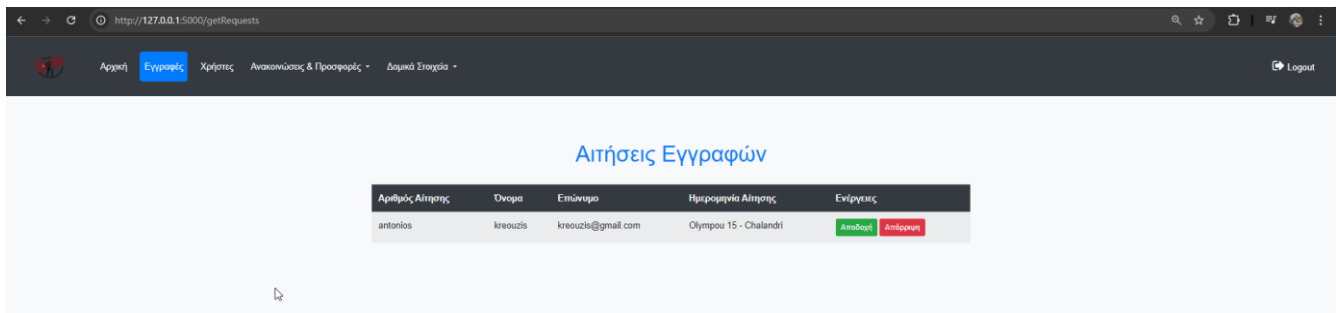 http://127.0.0.1:5000/getRequests
Αρχική Εγγραφές Χρήστες Ανακοινώσεις & Προσφορές Δομικά Στοιχεία Logout
Αιτήσεις Εγγραφών
Αριθμός Αίτησης Όνομα Επώνυμο Ημερομηνία Αίτησης Ενέργειες
antonios kreouzis kreouzis@gmail.com Olympou 15 - Chalandri Αποδοχή Απόρριψη